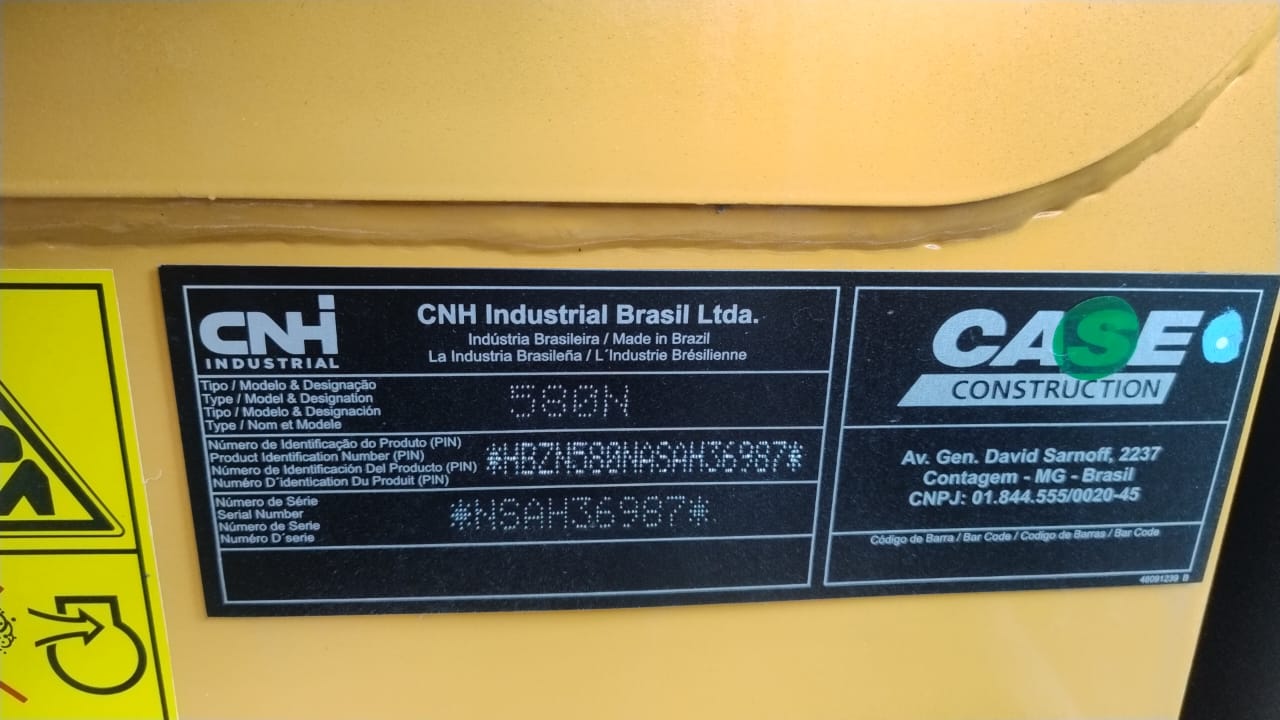 CNH
INDUSTRIAL
CNH Industrial Brasil Ltda.
Indústria Brasileira / Made in Brazil
La Industria Brasileña / L´Industrie Brésilienne
Tipo / Modelo & Designação
Type / Model & Designation
Tipo / Modelo & Designación
Type / Nom et Modele
580N
Número de Identificação do Produto (PIN)
Product Identification Number (PIN)
Número de Identificación Del Producto (PIN)
Numéro D´identication Du Produit (PIN)
*HBZN580NASAH36987*
Número de Série
Serial Number
Número de Serie
Numéro D´serie
*NSAH36987*
CASE
CONSTRUCTION
Av. Gen. David Sarnoff, 2237
Contagem - MG - Brasil
CNPJ: 01.844.555/0020-45
Código de Barra / Bar Code / Codigo de Barras / Bar Code
48091239 B